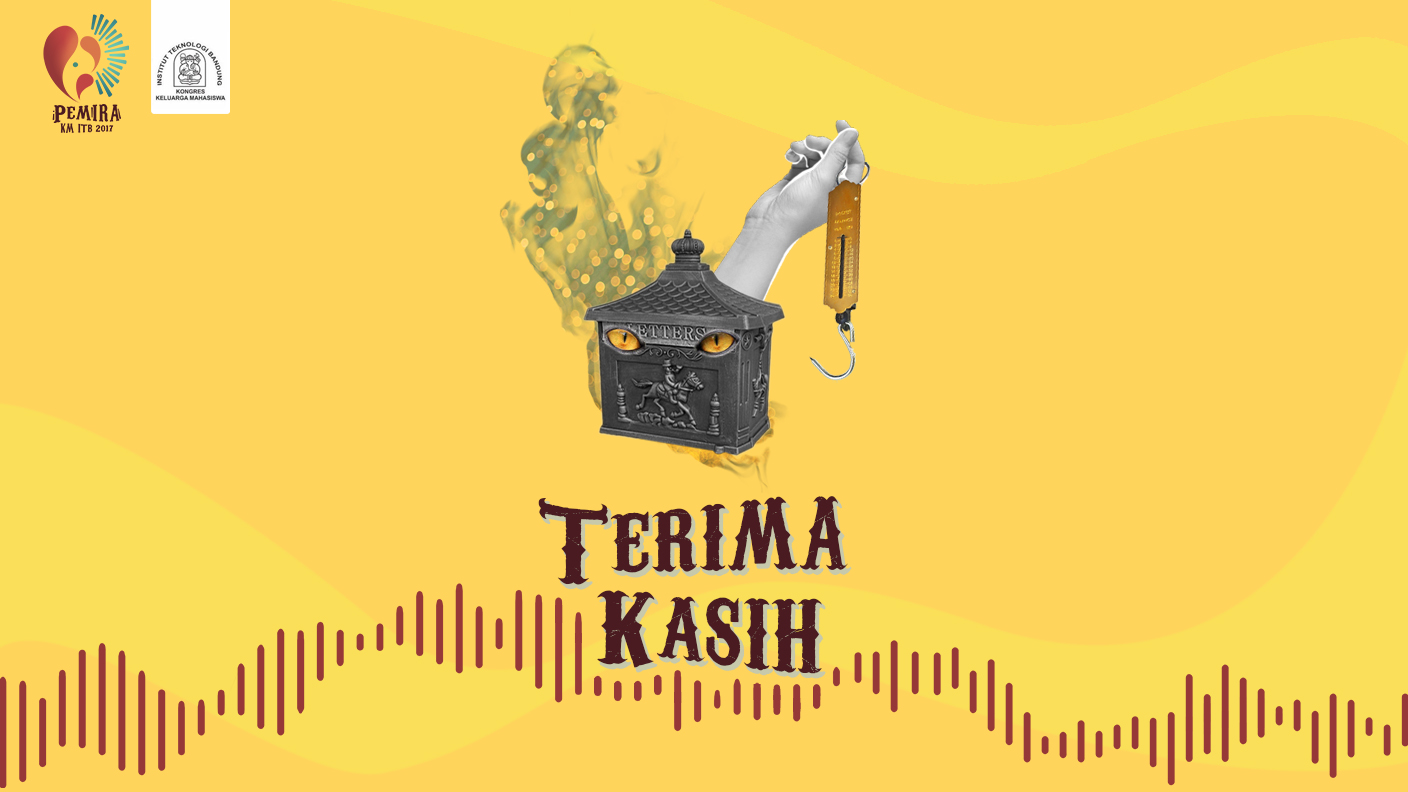 PEMIRA
KM ITB 2017
INSTITUT TEKNOLOGI BANDUNG
KONGRES
KELUARGA MAHASISWA
LETTERS
TERIMA
KASIH